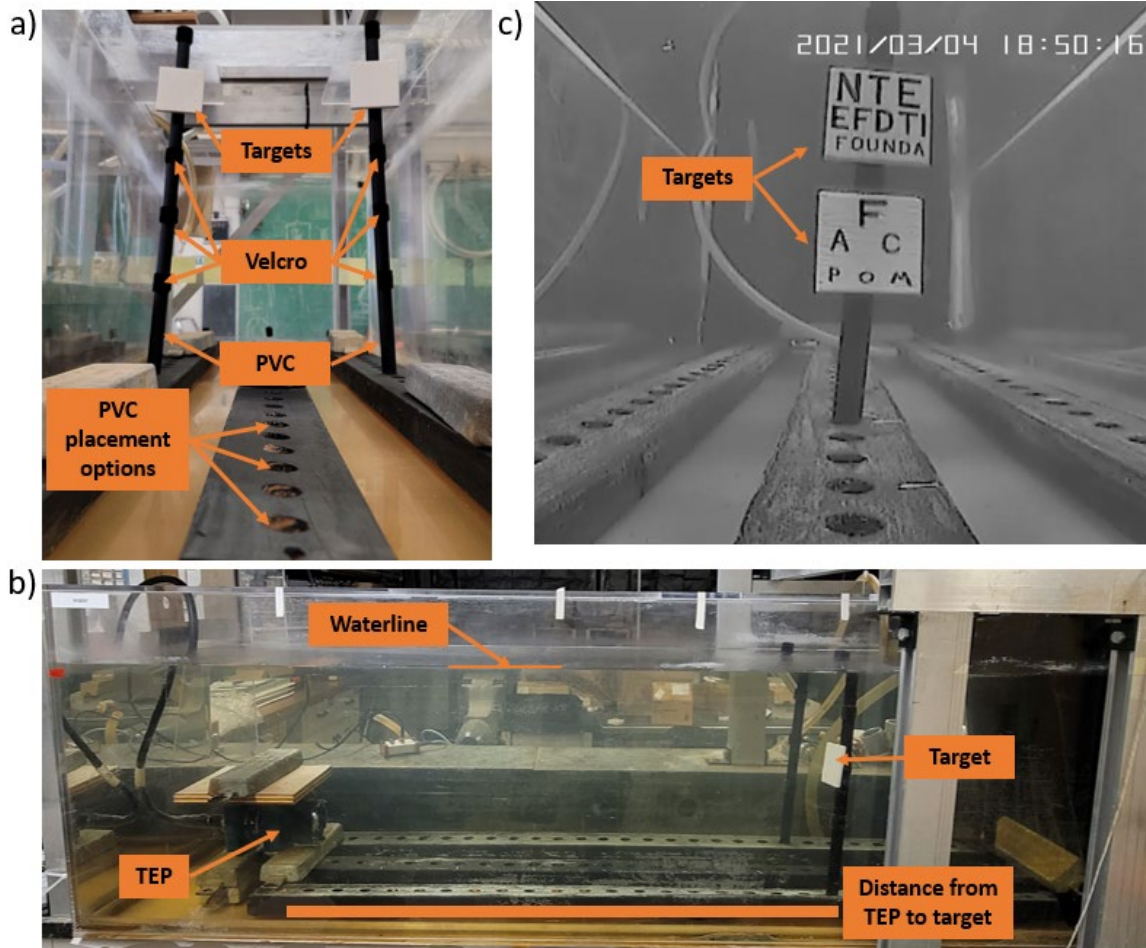 a)
Targets
Velcro
PVC
PVC
placement
options
c)
2021/03/04 18:50:16
NTE
EFDTI
FOUNDA
Targets
F
A C
P O M
b)
Waterline
Target
TEP
Distance from
TEP to target